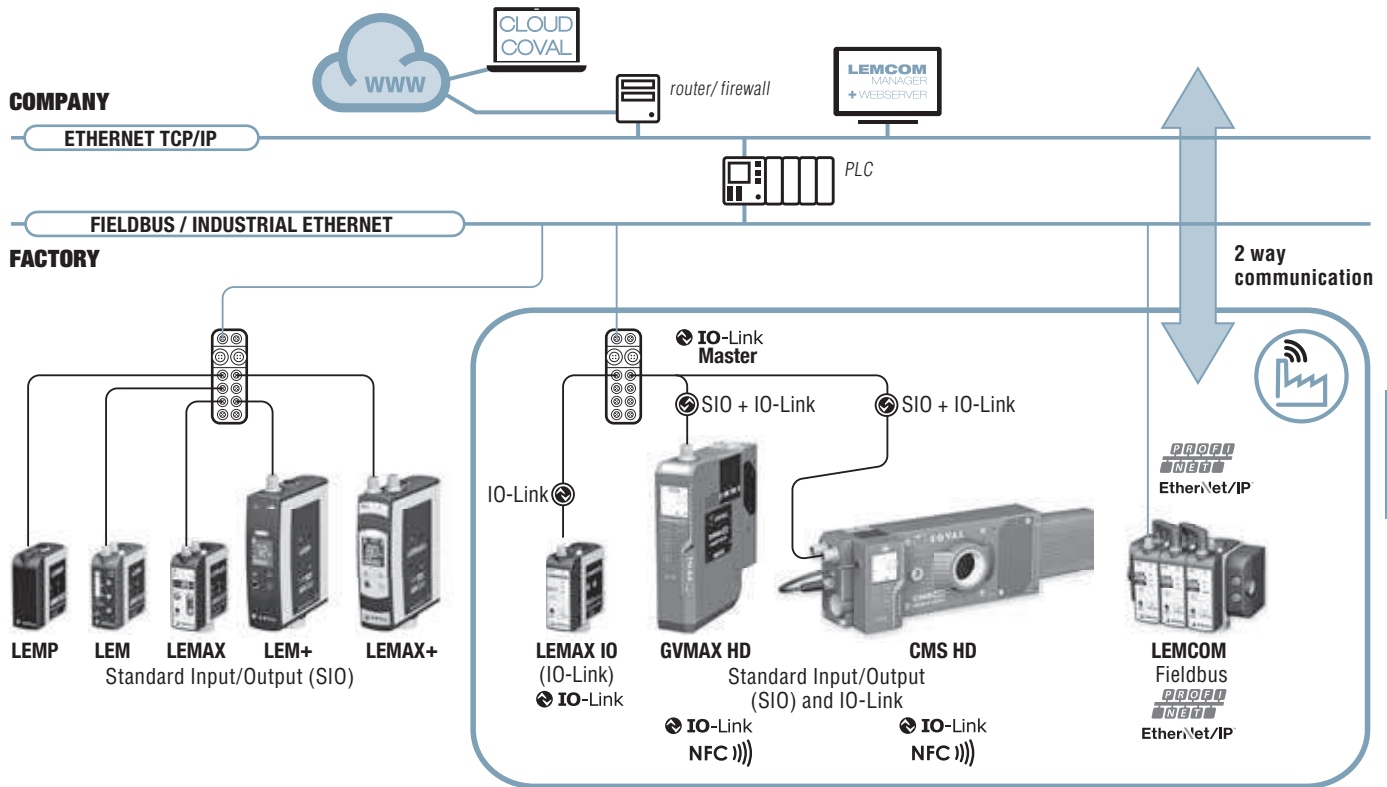 CLOUD
COVAL
www
router/ firewall
LEMCOM
MANAGER
+ WEBSERVER
COMPANY
ETHERNET TCP/IP
PLC
FIELDBUS / INDUSTRIAL ETHERNET
FACTORY
2 way
communication
IO-Link
Master
SIO + IO-Link
SIO + IO-Link
IO-Link
PROFI
NET
EtherNet/IP
COVAL
LEMP
LEM
LEMAX
LEM+
LEMAX+
Standard Input/Output (SIO)
LEMAX IO
(IO-Link)
IO-Link
GVMAX HD
CMS HD
Standard Input/Output
(SIO) and IO-Link
IO-Link
NFC
IO-Link
NFC
LEMCOM
Fieldbus
PROFI
NET
EtherNet/IP